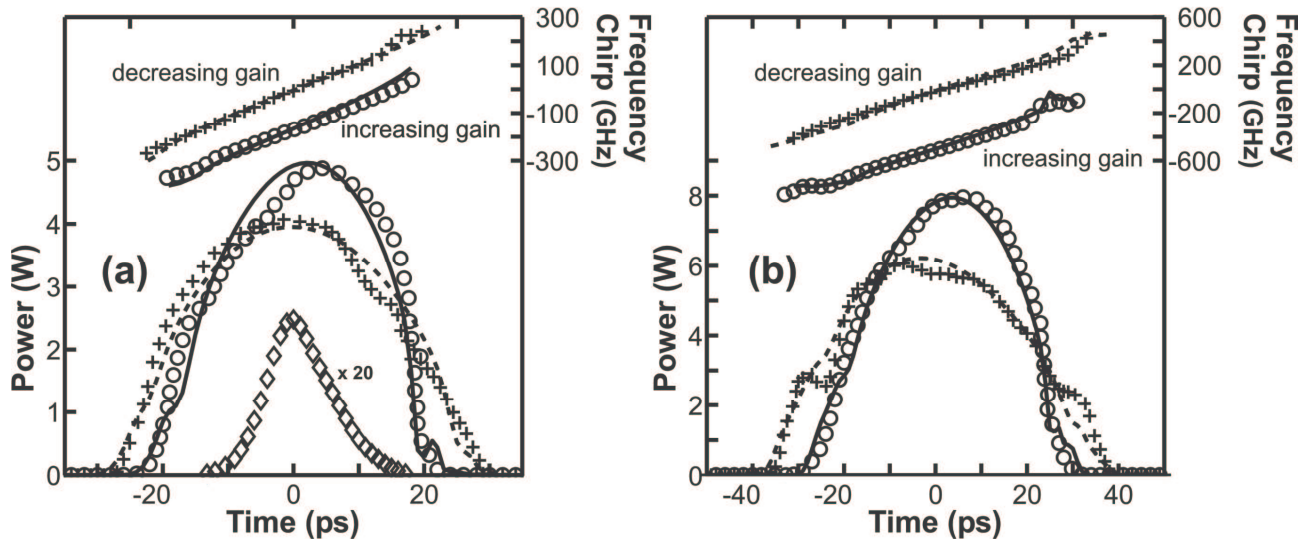 300
100
-100
-300
Frequency
Chirp (GHz)
decreasing gain
increasing gain
5
4
3
2
1
0
Power (W)
(a)
x 20
-20
0
20
Time (ps)
600
200
-200
-600
Frequency
Chirp (GHz)
decreasing gain
increasing gain
8
6
4
2
0
Power (W)
(b)
-40
-20
0
20
40
Time (ps)